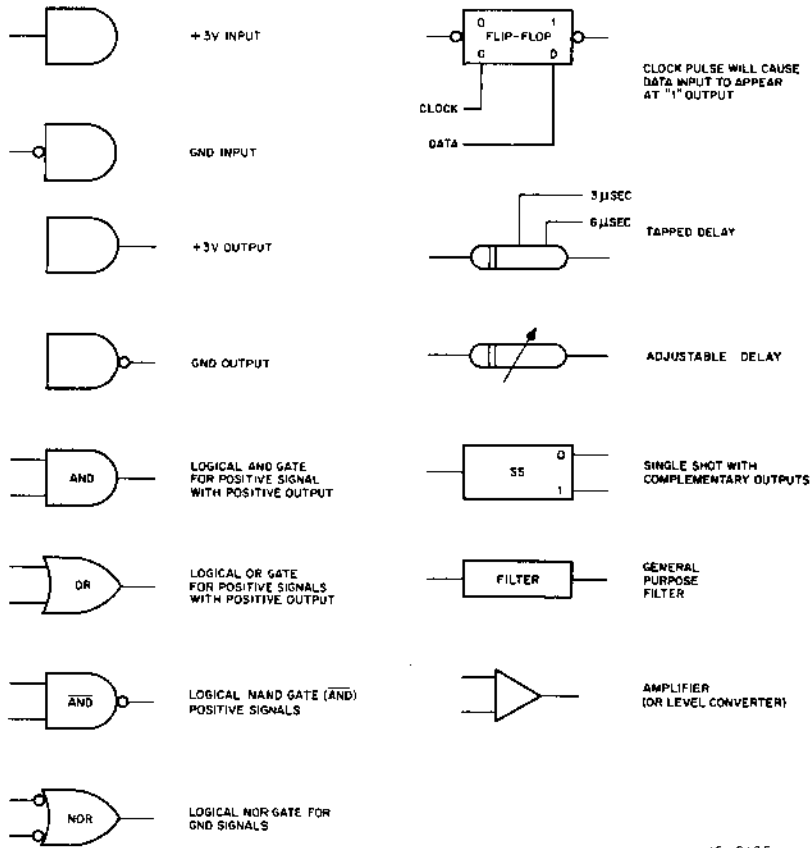 +3V INPUT
GND INPUT
+3V OUTPUT
GND OUTPUT
AND
LOGICAL AND GATE
FOR POSITIVE SIGNAL
WITH POSITIVE OUTPUT
OR
LOGICAL OR GATE
FOR POSITIVE SIGNALS
WITH POSITIVE OUTPUT
AND
LOGICAL NAND GATE (AND)
POSITIVE SIGNALS
NOR
LOGICAL NOR GATE FOR
GND SIGNALS
0 1
FLIP-FLOP
C D
CLOCK
DATA
CLOCK PULSE WILL CAUSE
DATA INPUT TO APPEAR
AT "1" OUTPUT
3 µSEC
6 µSEC
TAPPED DELAY
ADJUSTABLE DELAY
0
SS
1
SINGLE SHOT WITH
COMPLEMENTARY OUTPUTS
FILTER
GENERAL
PURPOSE
FILTER
AMPLIFIER
(OR LEVEL CONVERTER)